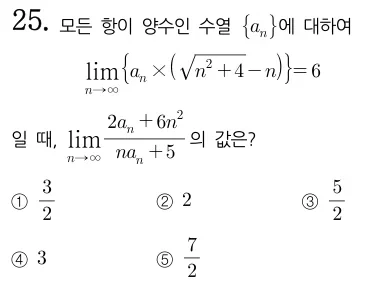 25. 모든 항이 양수인 수열 {aₙ}에 대하여
lim_{n→∞} {aₙ × (√(n²+4) − n)} = 6
일 때, lim_{n→∞} (2aₙ + 6n²)/(naₙ + 5) 의 값은?
① 3/2 ② 2 ③ 5/2
④ 3 ⑤ 7/2